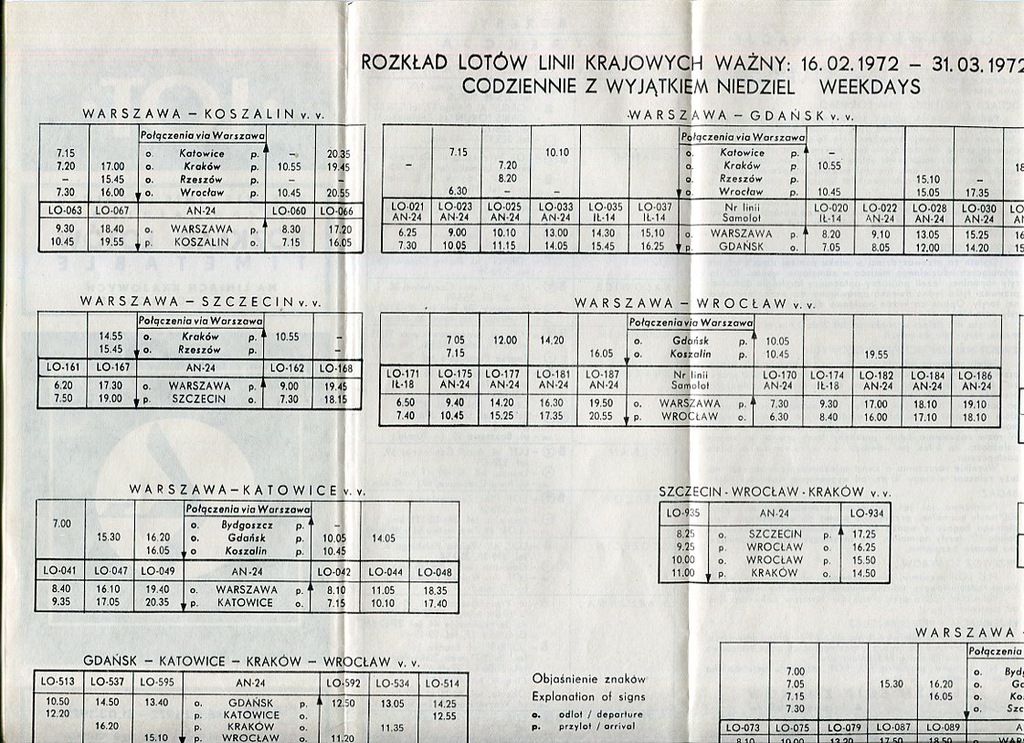 ROZKŁAD LOTÓW LINII KRAJOWYCH WAŻNY: 16.02.1972 – 31.03.1972
CODZIENNIE Z WYJĄTKIEM NIEDZIEL WEEKDAYS
WARSZAWA – KOSZALIN v. v.
Połączenia via Warszawa
7.15 o. Katowice p. – 20.35
7.20 17.00 o. Kraków p. 10.55 19.45
– 15.45 o. Rzeszów p. – –
7.30 16.00 o. Wrocław p. 10.45 20.55
LO-063 LO-067 AN-24 LO-060 LO-066
9.30 18.40 o. WARSZAWA p. 8.30 17.20
10.45 19.55 p. KOSZALIN o. 7.15 16.05
WARSZAWA – GDAŃSK v. v.
Połączenia via Warszawa
7.15 10.10 o. Katowice p. –
– 7.20 o. Kraków p. 10.55
8.20 o. Rzeszów p. 15.10 –
6.30 – – o. Wrocław p. 10.45 15.05 17.35
LO-021 LO-023 LO-025 LO-033 LO-035 LO-037 Nr linii LO-020 LO-022 LO-028 LO-030
AN-24 AN-24 AN-24 AN-24 IŁ-14 IŁ-14 Samolot IŁ-14 AN-24 AN-24 AN-24
6.25 9.00 10.10 13.00 14.30 15.10 o. WARSZAWA p. 8.20 9.10 13.05 15.25
7.30 10 05 11.15 14.05 15.45 16.25 p. GDAŃSK o. 7.05 8.05 12.00 14.20
WARSZAWA – SZCZECIN v. v.
Połączenia via Warszawa
14.55 o. Kraków p. 10.55 –
15.45 o. Rzeszów p. –
LO-161 LO-167 AN-24 LO-162 LO-168
6.20 17.30 o. WARSZAWA p. 9.00 19.45
7.50 19.00 p. SZCZECIN o. 7.30 18.15
WARSZAWA – WROCŁAW v. v.
Połączenia via Warszawa
7 05 12.00 14.20 o. Gdańsk p. 10.05
7.15 16.05 o. Koszalin p. 10.45 19.55
LO-171 LO-175 LO-177 LO-181 LO-187 Nr linii LO-170 LO-174 LO-182 LO-184 LO-186
IŁ-18 AN-24 AN-24 AN-24 AN-24 Samolot AN-24 IŁ-18 AN-24 AN-24 AN-24
6.50 9.40 14.20 16.30 19.50 o. WARSZAWA p. 7.30 9.30 17.00 18.10 19.10
7.40 10.45 15.25 17.35 20.55 p. WROCŁAW o. 6.30 8.40 16.00 17.10 18.10
WARSZAWA – KATOWICE v. v.
Połączenia via Warszawa
7.00 o. Bydgoszcz p. –
15.30 16.20 o. Gdańsk p. 10.05 14.05
16.05 o Koszalin p. 10.45
LO-041 LO-047 LO-049 AN-24 LO-042 LO-044 LO-048
8.40 16.10 19.40 o. WARSZAWA p. 8.10 11.05 18.35
9.35 17.05 20.35 p. KATOWICE o. 7.15 10.10 17.40
SZCZECIN - WROCŁAW - KRAKÓW v. v.
LO-935 AN-24 LO-934
8.25 o. SZCZECIN p. 17.25
9.25 p. WROCŁAW o. 16.25
10.00 o. WROCŁAW p. 15.50
11.00 p. KRAKÓW o. 14.50
GDAŃSK – KATOWICE – KRAKÓW – WROCŁAW v. v.
LO-513 LO-537 LO-595 AN-24 LO-592 LO-534 LO-514
10.50 14.50 13.40 o. GDAŃSK p. 12.50 13.05 14.25
12.20 p. KATOWICE o. 12.55
16.20 p. KRAKÓW o. 11.35
15.10 p. WROCŁAW o. 11.20
Objaśnienie znaków
Explanation of signs
o. odlot / departure
p. przylot / arrival
WARSZAWA -
Połączenia
7.00 o.
7.05 15.30 16.20 o.
7.15 16.05 o.
7.30 o.
LO-073 LO-075 LO-079 LO-087 LO-089
8.10 10.00 13.20 17.50 18.50 o.